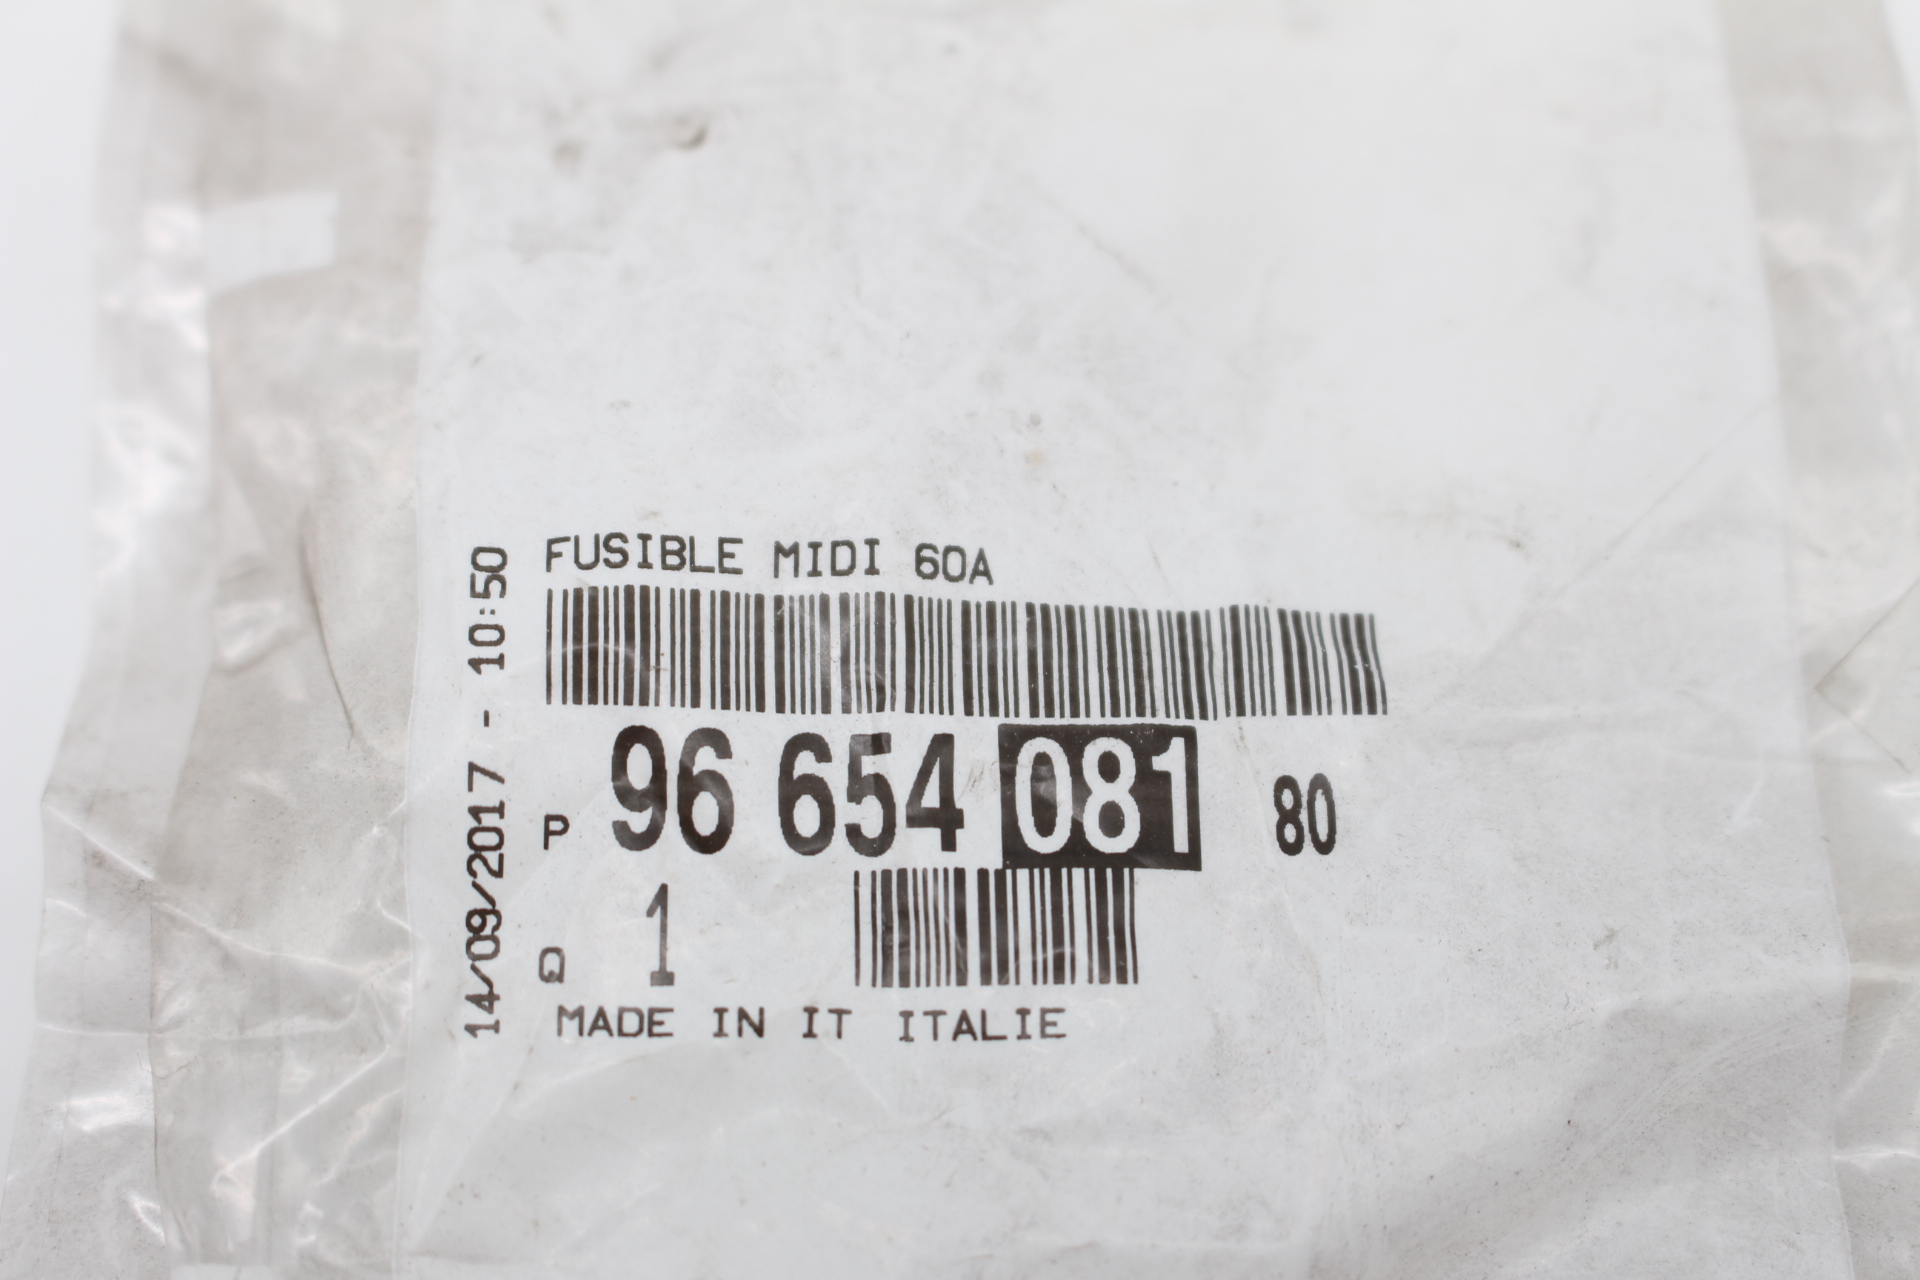 FUSIBLE MIDI 60A
P 96 654 081 80
Q 1
MADE IN IT ITALIE
14/09/2017 - 10:50